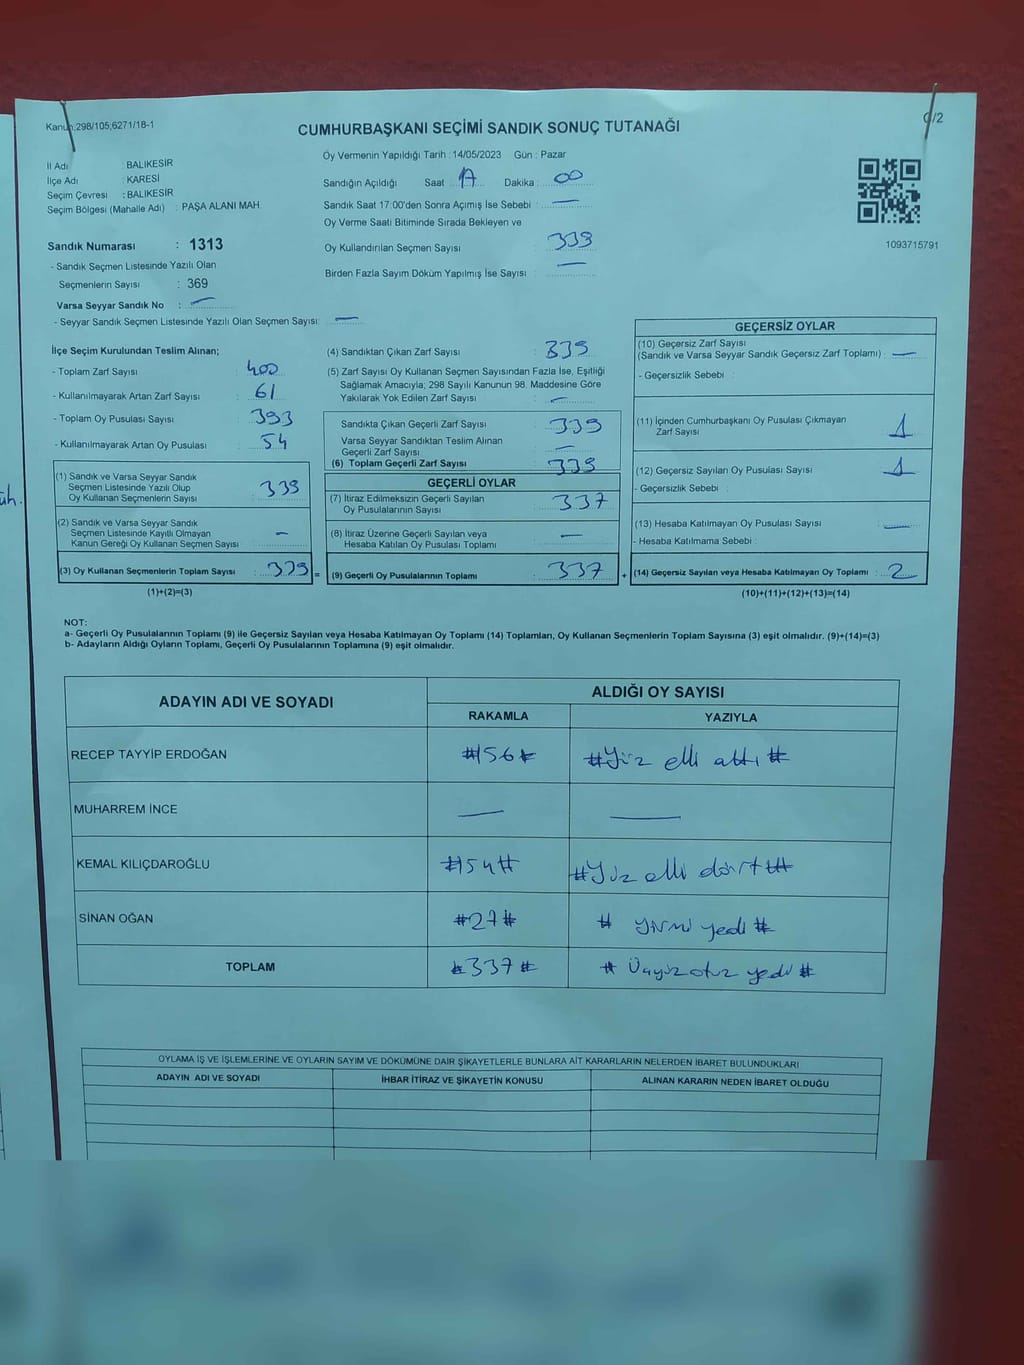 Kanun:298/105;6271/18-1
C/2
CUMHURBAŞKANI SEÇİMİ SANDIK SONUÇ TUTANAĞI
İl Adı : BALIKESİR
İlçe Adı : KARESİ
Seçim Çevresi : BALIKESİR
Seçim Bölgesi (Mahalle Adı) : PAŞA ALANI MAH.
Sandık Numarası : 1313
- Sandık Seçmen Listesinde Yazılı Olan
Seçmenlerin Sayısı : 369
Varsa Seyyar Sandık No : —
- Seyyar Sandık Seçmen Listesinde Yazılı Olan Seçmen Sayısı: —
Oy Vermenin Yapıldığı Tarih : 14/05/2023 Gün : Pazar
Sandığın Açıldığı Saat 17 Dakika : 00
Sandık Saat 17:00'den Sonra Açımış İse Sebebi : —
Oy Verme Saati Bitiminde Sırada Bekleyen ve
Oy Kullandırılan Seçmen Sayısı 339
Birden Fazla Sayım Döküm Yapılmış İse Sayısı : —
1093715791
İlçe Seçim Kurulundan Teslim Alınan;
- Toplam Zarf Sayısı : 400
- Kullanılmayarak Artan Zarf Sayısı : 61
- Toplam Oy Pusulası Sayısı : 393
- Kullanılmayarak Artan Oy Pusulası : 54
(1) Sandık ve Varsa Seyyar Sandık
Seçmen Listesinde Yazılı Olup
Oy Kullanan Seçmenlerin Sayısı : 339
(2) Sandık ve Varsa Seyyar Sandık
Seçmen Listesinde Kayıtlı Olmayan
Kanun Gereği Oy Kullanan Seçmen Sayısı : —
(3) Oy Kullanan Seçmenlerin Toplam Sayısı : 339 =
(1)+(2)=(3)
(4) Sandıktan Çıkan Zarf Sayısı : 339
(5) Zarf Sayısı Oy Kullanan Seçmen Sayısından Fazla İse, Eşitliği
Sağlamak Amacıyla; 298 Sayılı Kanunun 98. Maddesine Göre
Yakılarak Yok Edilen Zarf Sayısı : —
Sandıkta Çıkan Geçerli Zarf Sayısı : 339
Varsa Seyyar Sandıktan Teslim Alınan
Geçerli Zarf Sayısı : —
(6) Toplam Geçerli Zarf Sayısı : 339
GEÇERLİ OYLAR
(7) İtiraz Edilmeksizin Geçerli Sayılan
Oy Pusulalarının Sayısı : 337
(8) İtiraz Üzerine Geçerli Sayılan veya
Hesaba Katılan Oy Pusulası Toplamı : —
(9) Geçerli Oy Pusulalarının Toplamı : 337 +
GEÇERSİZ OYLAR
(10) Geçersiz Zarf Sayısı
(Sandık ve Varsa Seyyar Sandık Geçersiz Zarf Toplamı) : —
- Geçersizlik Sebebi :
(11) İçinden Cumhurbaşkanı Oy Pusulası Çıkmayan
Zarf Sayısı : 1
(12) Geçersiz Sayılan Oy Pusulası Sayısı : 1
- Geçersizlik Sebebi :
(13) Hesaba Katılmayan Oy Pusulası Sayısı : —
- Hesaba Katılmama Sebebi :
(14) Geçersiz Sayılan veya Hesaba Katılmayan Oy Toplamı : 2
(10)+(11)+(12)+(13)=(14)
NOT:
a- Geçerli Oy Pusulalarının Toplamı (9) ile Geçersiz Sayılan veya Hesaba Katılmayan Oy Toplamı (14) Toplamları, Oy Kullanan Seçmenlerin Toplam Sayısına (3) eşit olmalıdır. (9)+(14)=(3)
b- Adayların Aldığı Oyların Toplamı, Geçerli Oy Pusulalarının Toplamına (9) eşit olmalıdır.
ADAYIN ADI VE SOYADI ALDIĞI OY SAYISI
RAKAMLA YAZIYLA
RECEP TAYYİP ERDOĞAN #156# #Yüz elli altı#
MUHARREM İNCE — —
KEMAL KILIÇDAROĞLU #154# #Yüz elli dört#
SİNAN OĞAN #27# # yirmi yedi #
TOPLAM #337# # Üçyüz otuz yedi #
OYLAMA İŞ VE İŞLEMLERİNE VE OYLARIN SAYIM VE DÖKÜMÜNE DAİR ŞİKAYETLERLE BUNLARA AİT KARARLARIN NELERDEN İBARET BULUNDUKLARI
ADAYIN ADI VE SOYADI İHBAR İTİRAZ VE ŞİKAYETİN KONUSU ALINAN KARARIN NEDEN İBARET OLDUĞU